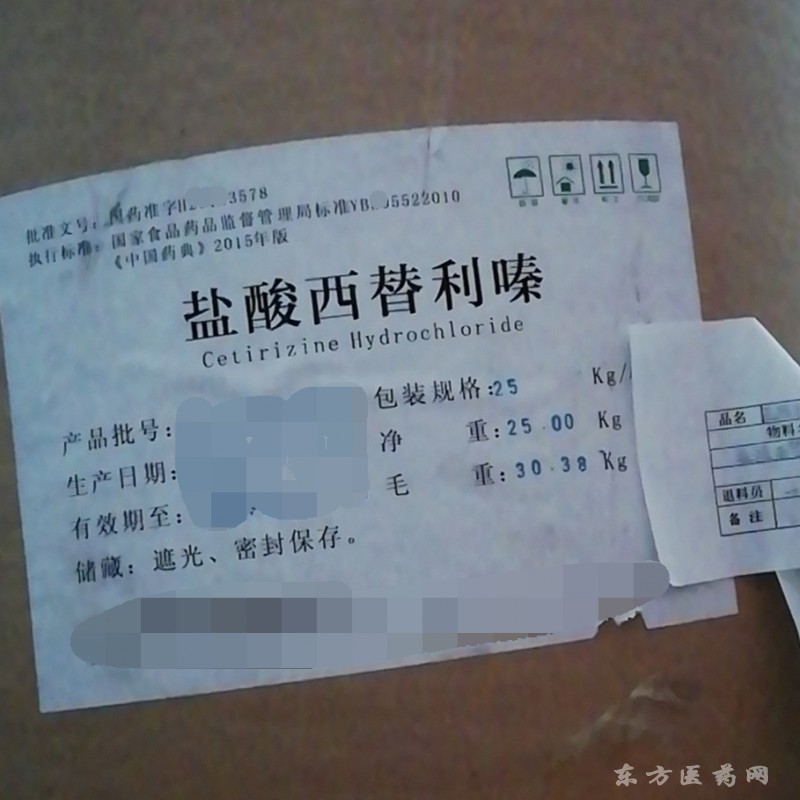 批准文号：国药准字H2 3578
执行标准：国家食品药品监督管理局标准YB 05522010
《中国药典》2015年版
盐酸西替利嗪
Cetirizine Hydrochloride
产品批号：
包装规格:25 Kg/
生产日期：
净 重:25.00 Kg
有效期至：
毛 重:30.38 Kg
储藏：遮光、密封保存。
品名
物料
退料员
备注
东方医药网